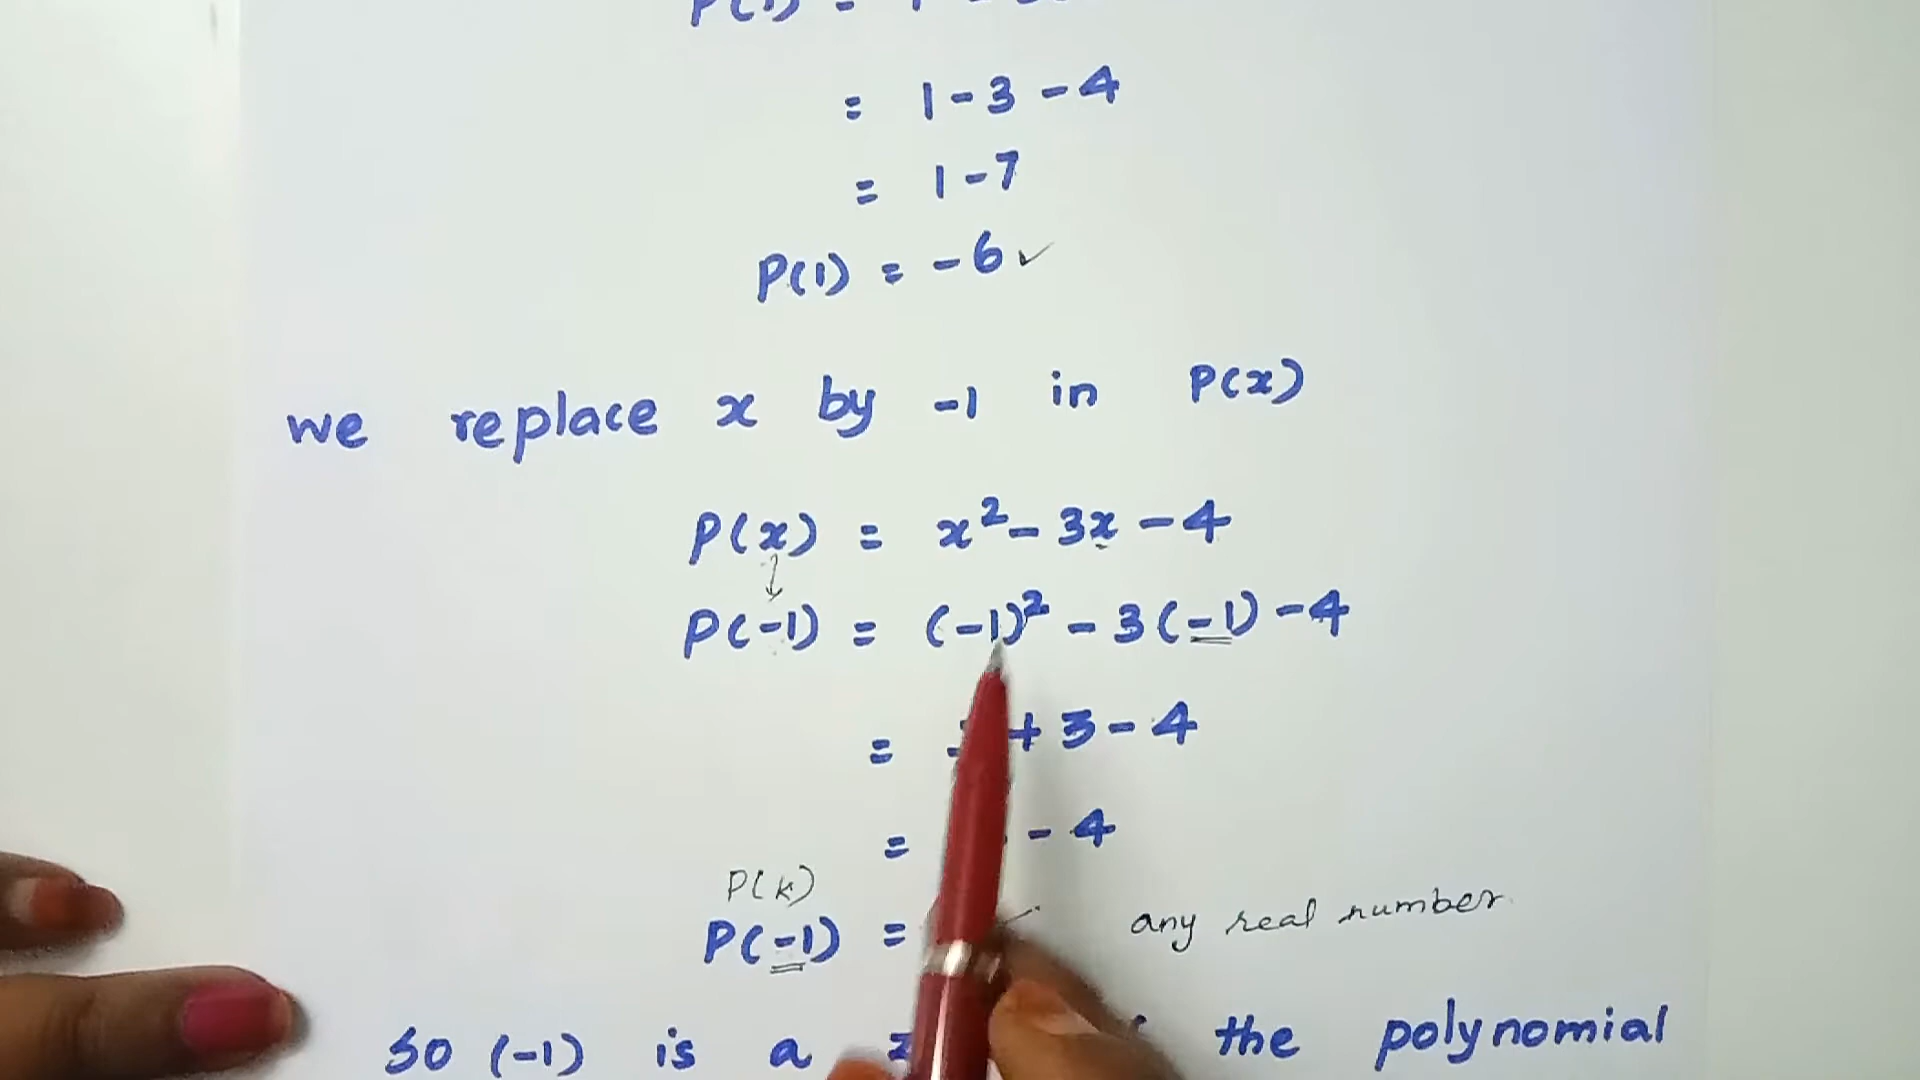 P(1) =
= 1 - 3 - 4
= 1 - 7
P(1) = - 6 ✓
we replace x by -1 in P(x)
P(x) = x² - 3x - 4
P(-1) = (-1)² - 3(-1) - 4
= + 3 - 4
= - 4
P(k)
P(-1) = any real number
So (-1) is a the polynomial